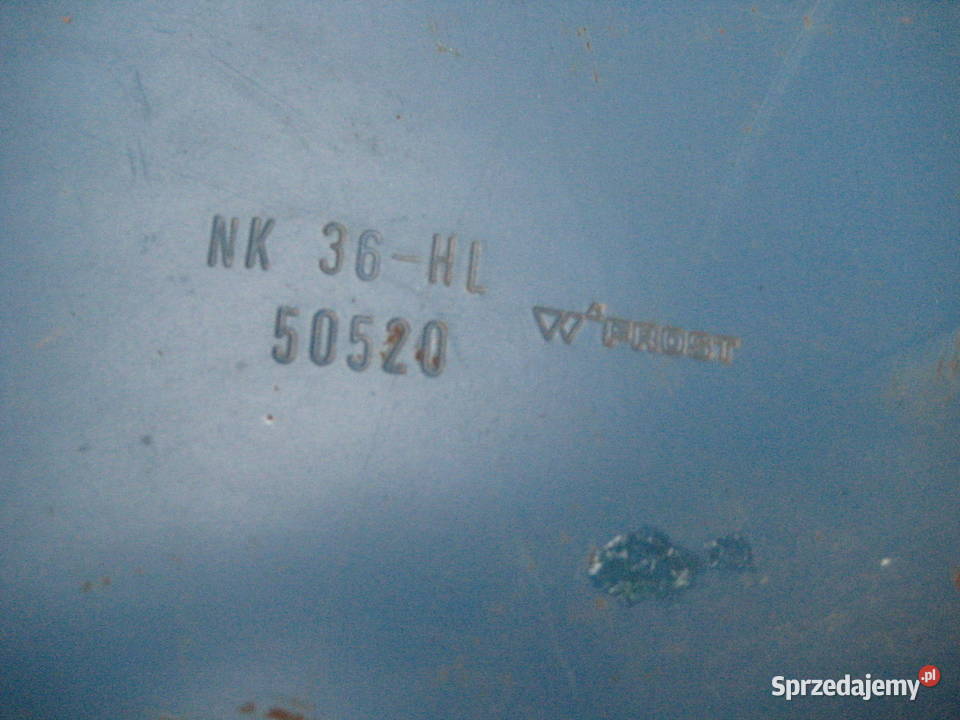 NK 36-HL
50520
FROST
Sprzedajemy.pl